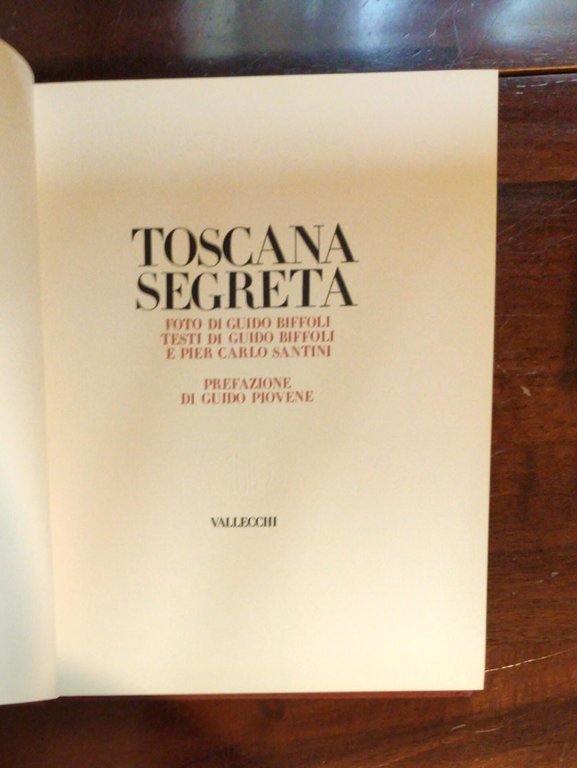 TOSCANA
SEGRETA
FOTO DI GUIDO BIFFOLI
TESTI DI GUIDO BIFFOLI
E PIER CARLO SANTINI
PREFAZIONE
DI GUIDO PIOVENE
VALLECCHI